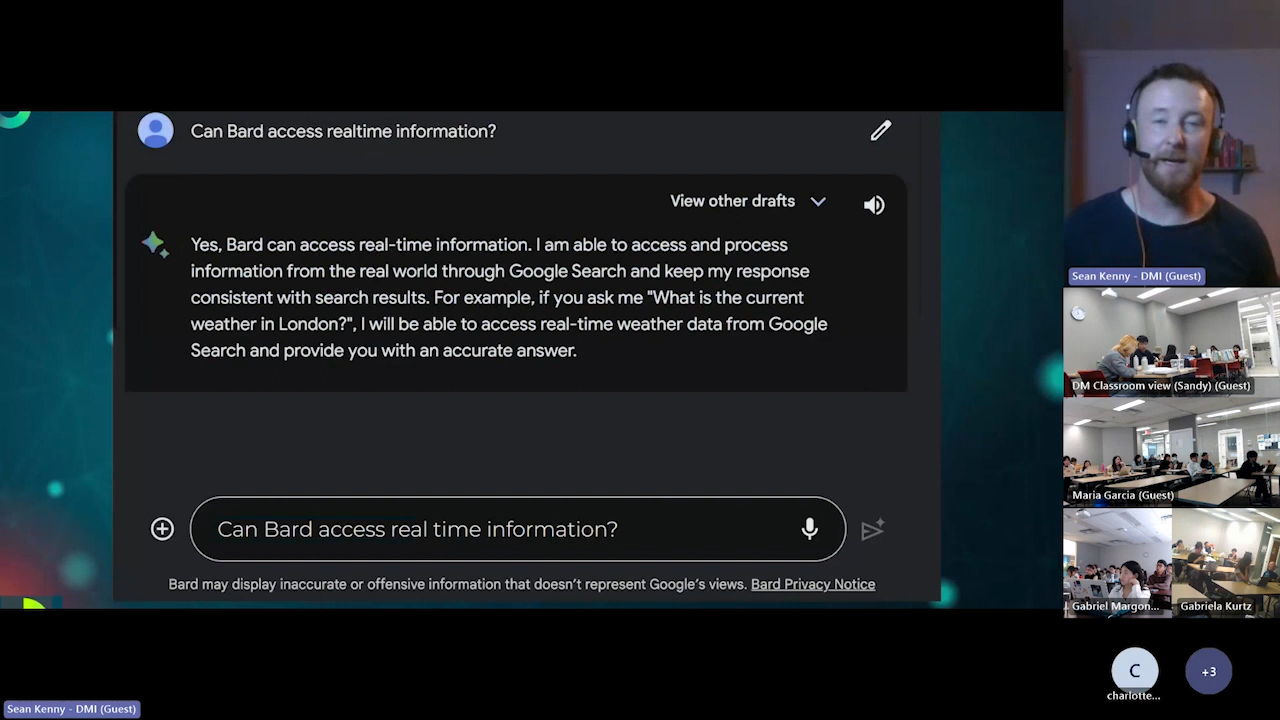 Can Bard access realtime information?
View other drafts
Yes, Bard can access real-time information. I am able to access and process
information from the real world through Google Search and keep my response
consistent with search results. For example, if you ask me "What is the current
weather in London?", I will be able to access real-time weather data from Google
Search and provide you with an accurate answer.
Can Bard access real time information?
Bard may display inaccurate or offensive information that doesn't represent Google's views. Bard Privacy Notice
Sean Kenny - DMI (Guest)
DM Classroom view (Sandy) (Guest)
Maria Garcia (Guest)
Gabriel Margon...
Gabriela Kurtz
C
charlotte...
+3
Sean Kenny - DMI (Guest)